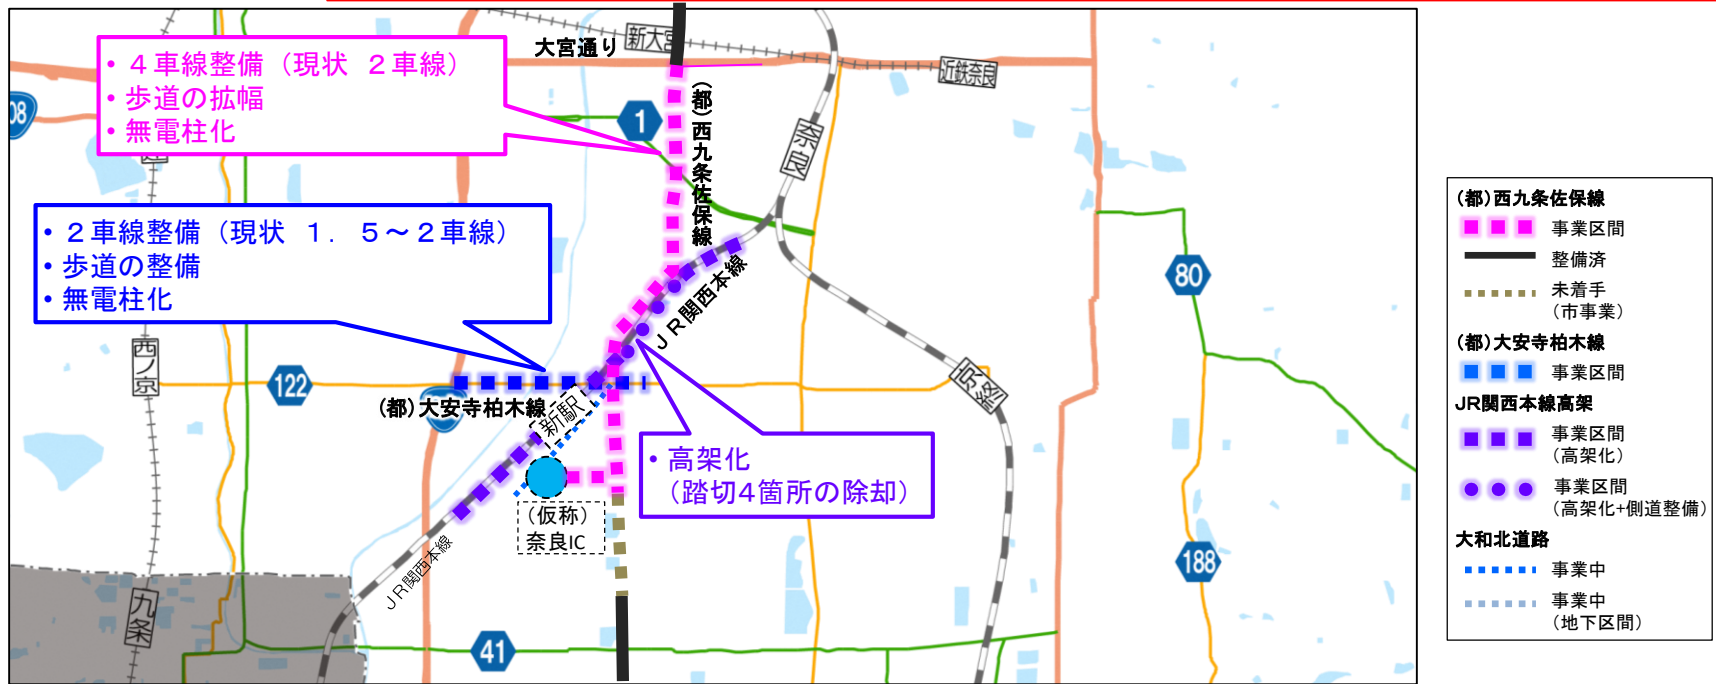 大宮通り
新大宮
近鉄奈良
・４車線整備（現状 ２車線）
・歩道の拡幅
・無電柱化
1
(都)西九条佐保線
奈良
・２車線整備（現状 １．５～２車線）
・歩道の整備
・無電柱化
ＪＲ関西本線
80
西ノ京
122
(都)大安寺柏木線
新駅
京終
・高架化
（踏切4箇所の除却）
（仮称）
奈良IC
ＪＲ関西本線
188
九条
41
(都)西九条佐保線
事業区間
整備済
未着手
（市事業）
(都)大安寺柏木線
事業区間
JR関西本線高架
事業区間
（高架化）
事業区間
（高架化+側道整備）
大和北道路
事業中
事業中
（地下区間）